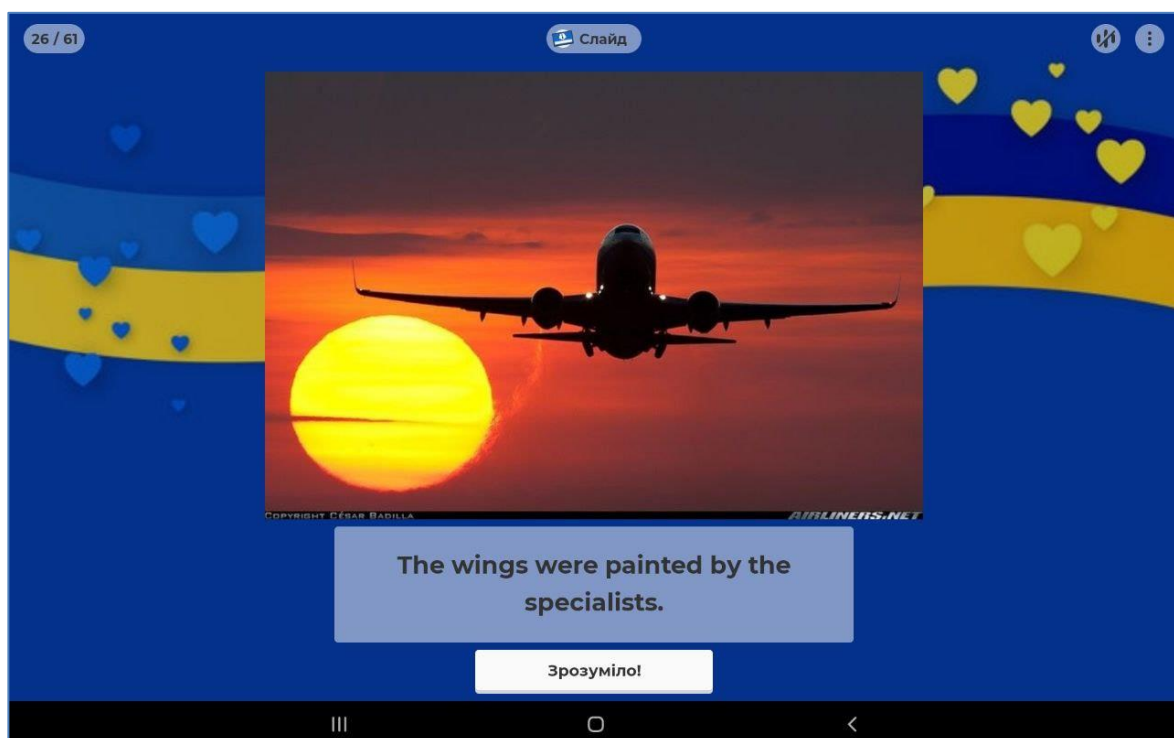 26 / 61
Слайд
COPYRIGHT CÉSAR BADILLA
AIRLINERS.NET
The wings were painted by the
specialists.
Зрозуміло!